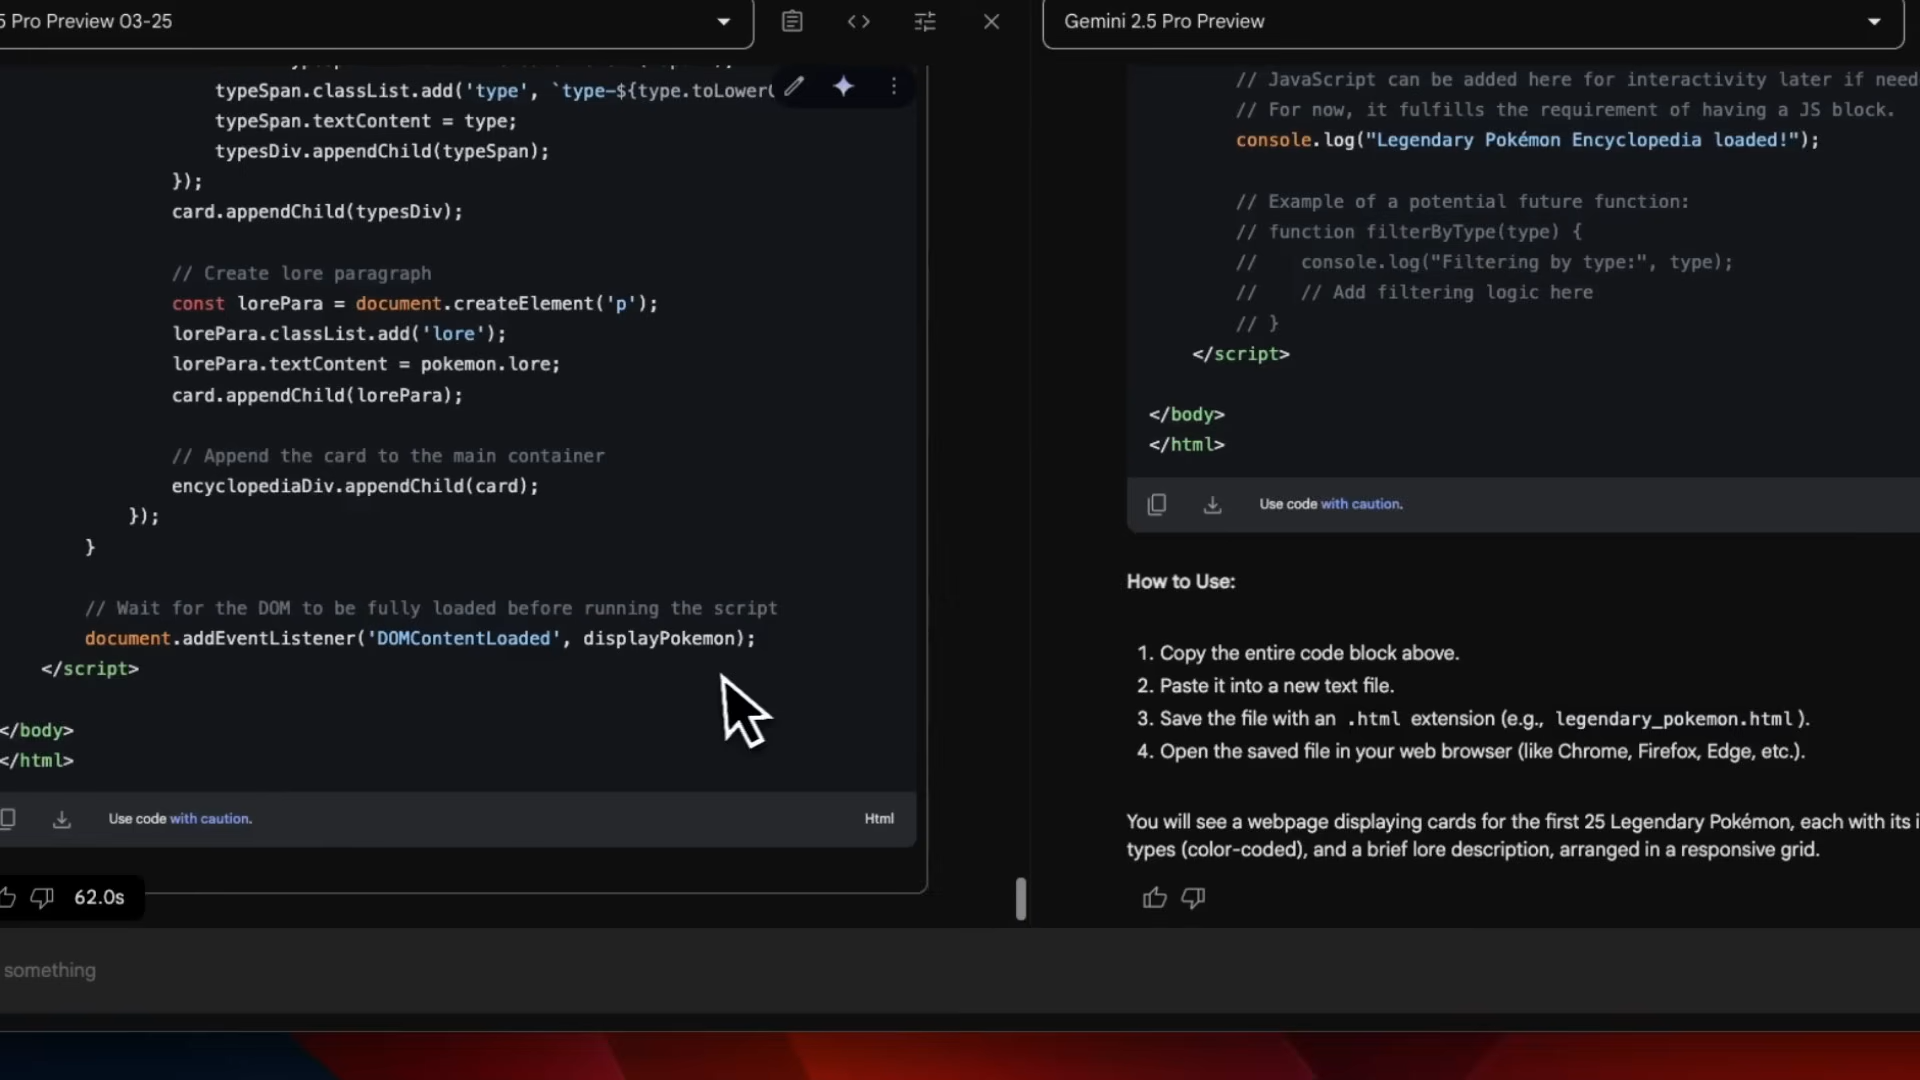 5 Pro Preview 03-25
typeSpan.classList.add('type', `type-${type.toLower
typeSpan.textContent = type;
typesDiv.appendChild(typeSpan);
});
card.appendChild(typesDiv);
// Create lore paragraph
const lorePara = document.createElement('p');
lorePara.classList.add('lore');
lorePara.textContent = pokemon.lore;
card.appendChild(lorePara);
// Append the card to the main container
encyclopediaDiv.appendChild(card);
});
}
// Wait for the DOM to be fully loaded before running the script
document.addEventListener('DOMContentLoaded', displayPokemon);
</script>
</body>
</html>
Use code with caution.
Html
62.0s
something
Gemini 2.5 Pro Preview
// JavaScript can be added here for interactivity later if need
// For now, it fulfills the requirement of having a JS block.
console.log("Legendary Pokémon Encyclopedia loaded!");
// Example of a potential future function:
// function filterByType(type) {
//    console.log("Filtering by type:", type);
//    // Add filtering logic here
// }
</script>
</body>
</html>
Use code with caution.
How to Use:
1. Copy the entire code block above.
2. Paste it into a new text file.
3. Save the file with an .html extension (e.g., legendary_pokemon.html).
4. Open the saved file in your web browser (like Chrome, Firefox, Edge, etc.).
You will see a webpage displaying cards for the first 25 Legendary Pokémon, each with its i
types (color-coded), and a brief lore description, arranged in a responsive grid.